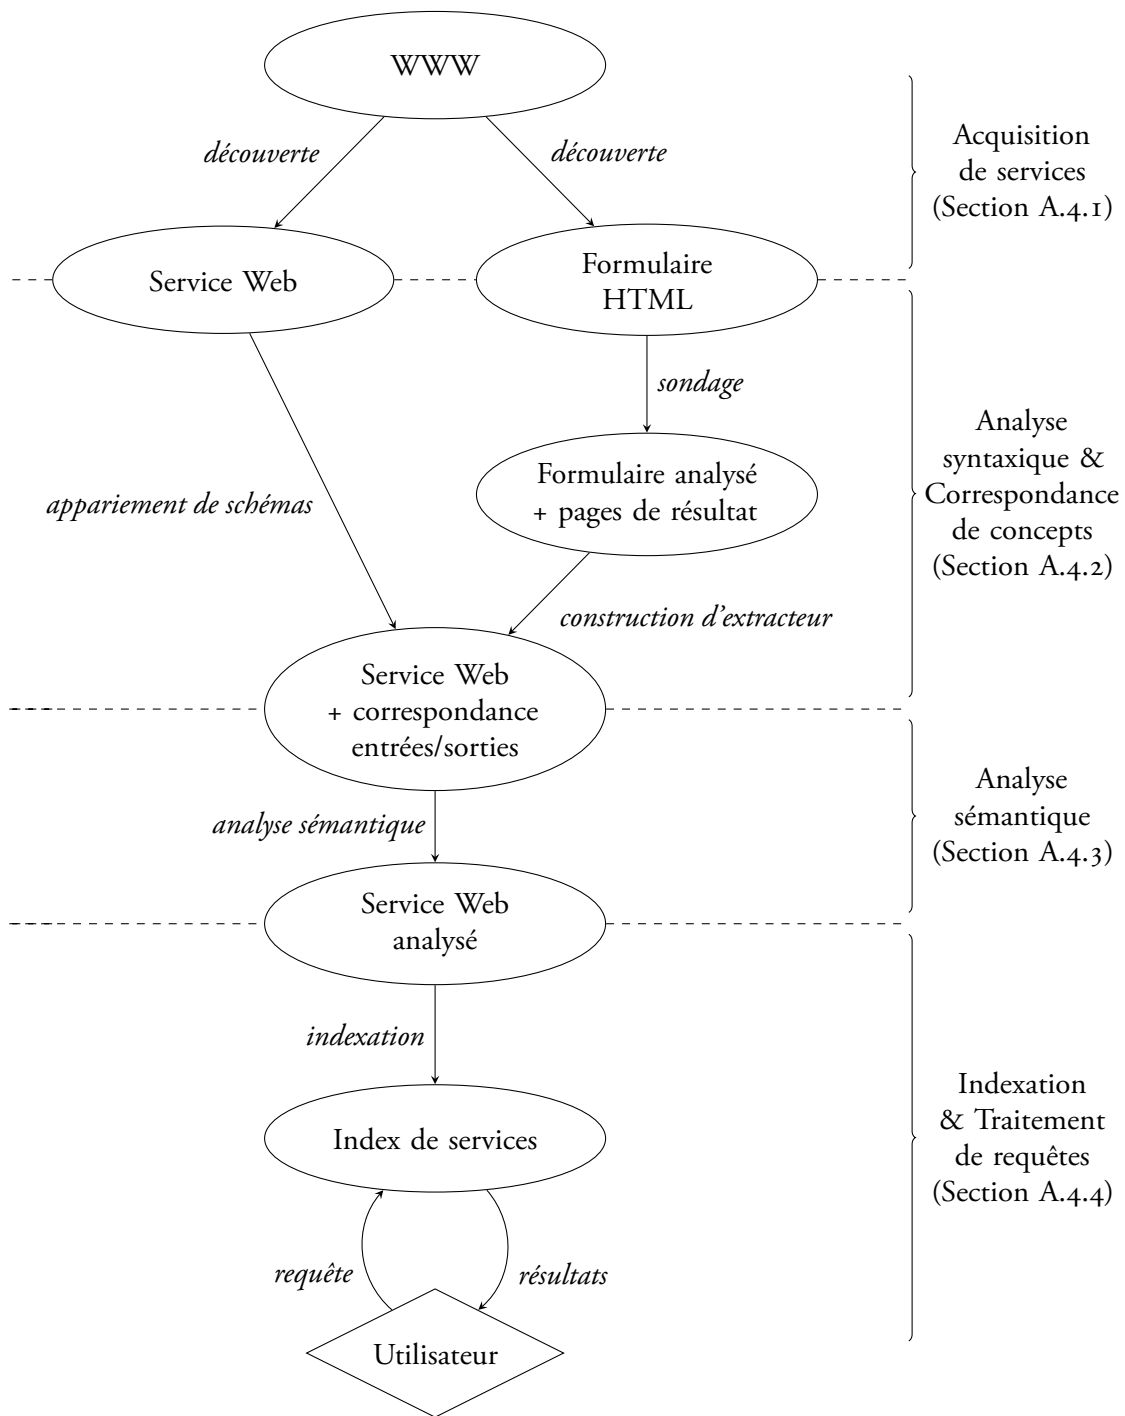 WWW
découverte
découverte
Acquisition
de services
(Section A.4.1)
Service Web
Formulaire
HTML
sondage
Analyse
syntaxique &
Correspondance
de concepts
(Section A.4.2)
Formulaire analysé
+ pages de résultat
appariement de schémas
construction d'extracteur
Service Web
+ correspondance
entrées/sorties
analyse sémantique
Analyse
sémantique
(Section A.4.3)
Service Web
analysé
indexation
Index de services
Indexation
& Traitement
de requêtes
(Section A.4.4)
requête
résultats
Utilisateur